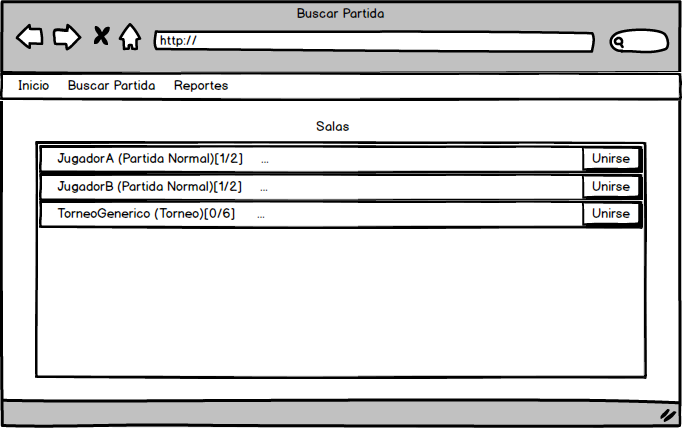 Buscar Partida
http://
Inicio Buscar Partida Reportes
Salas
JugadorA (Partida Normal)[1/2] ... Unirse
JugadorB (Partida Normal)[1/2] ... Unirse
TorneoGenerico (Torneo)[0/6] ... Unirse